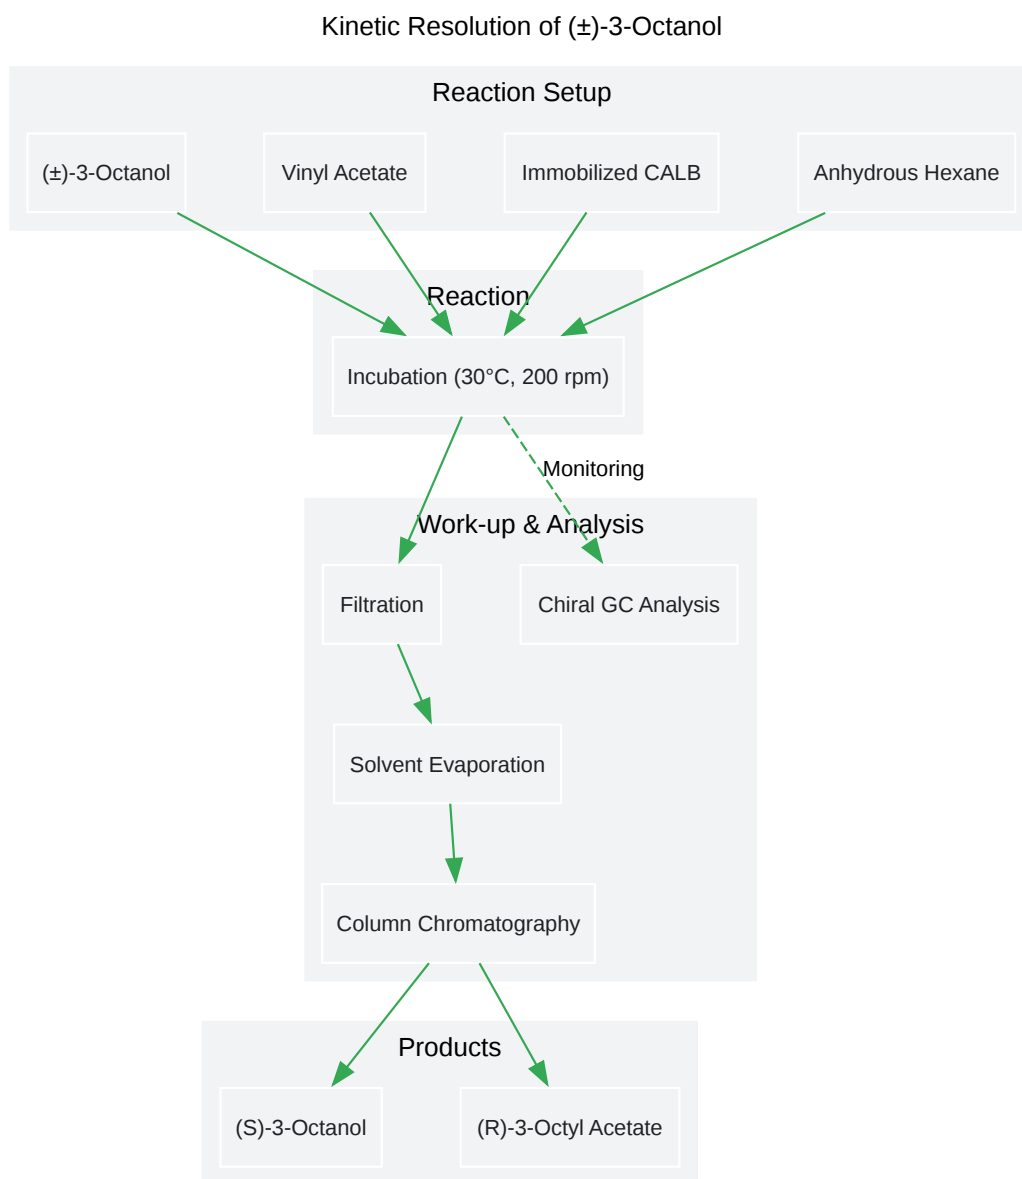 Kinetic Resolution of (±)-3-Octanol
Reaction Setup
(±)-3-Octanol
Vinyl Acetate
Immobilized CALB
Anhydrous Hexane
Reaction
Incubation (30°C, 200 rpm)
Monitoring
Work-up & Analysis
Filtration
Chiral GC Analysis
Solvent Evaporation
Column Chromatography
Products
(S)-3-Octanol
(R)-3-Octyl Acetate